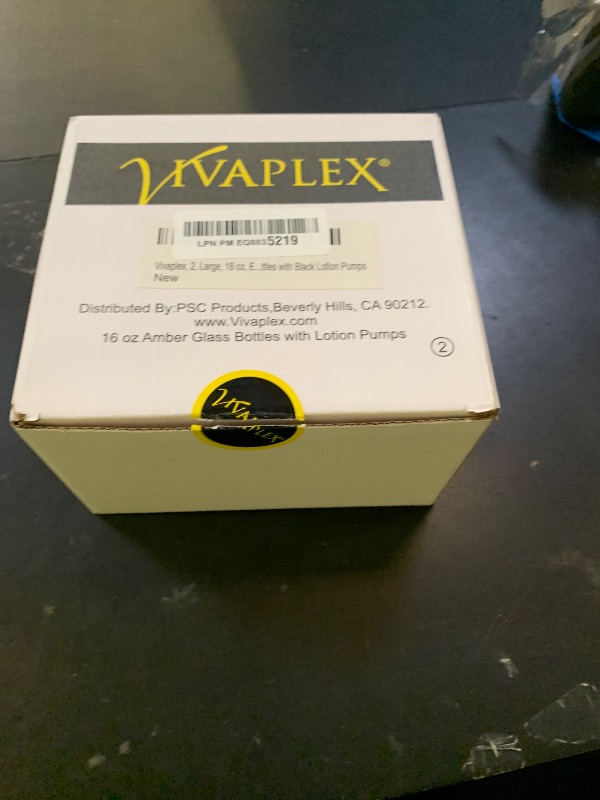 VIVAPLEX®
LPN PM EQ8835219
Vivaplex, 2, Large, 16 oz, E...ttles with Black Lotion Pumps
New
Distributed By:PSC Products,Beverly Hills, CA 90212.
www.Vivaplex.com
16 oz Amber Glass Bottles with Lotion Pumps
2
VIVAPLEX